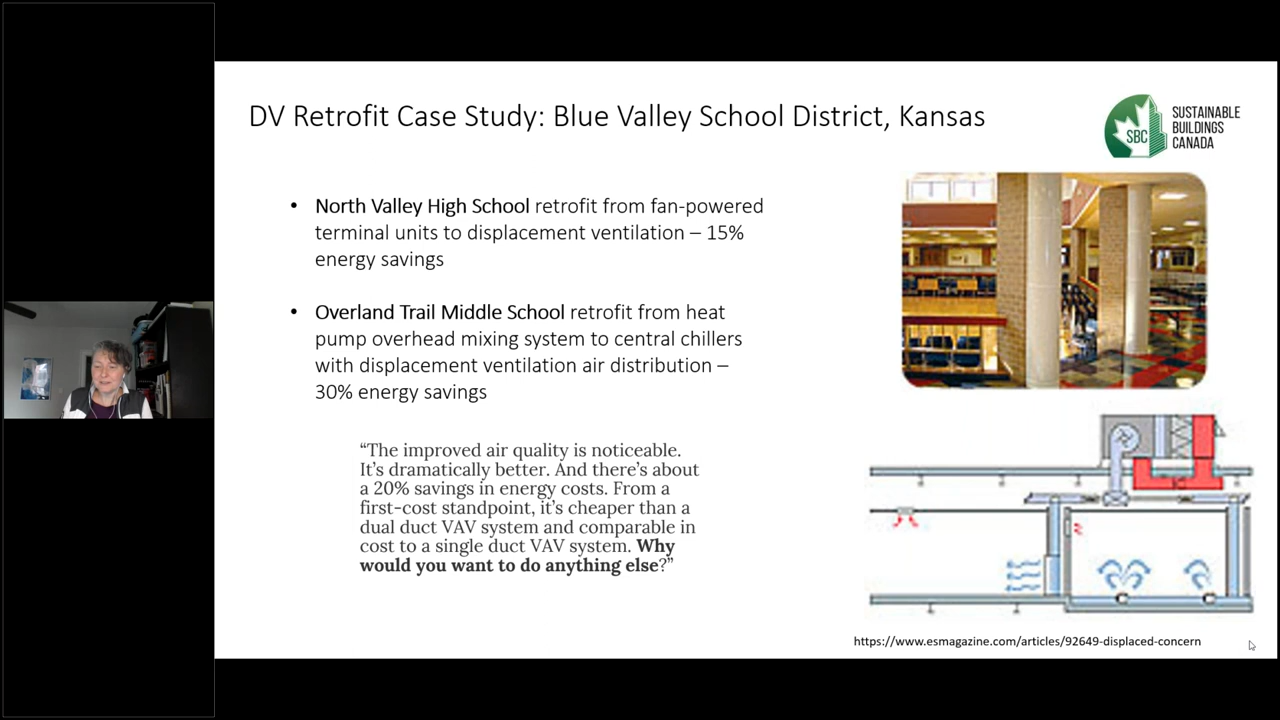 DV Retrofit Case Study: Blue Valley School District, Kansas
SBC
SUSTAINABLE
BUILDINGS
CANADA
• North Valley High School retrofit from fan-powered
terminal units to displacement ventilation – 15%
energy savings
• Overland Trail Middle School retrofit from heat
pump overhead mixing system to central chillers
with displacement ventilation air distribution –
30% energy savings
“The improved air quality is noticeable.
It’s dramatically better. And there’s about
a 20% savings in energy costs. From a
first-cost standpoint, it’s cheaper than a
dual duct VAV system and comparable in
cost to a single duct VAV system. Why
would you want to do anything else?”
https://www.esmagazine.com/articles/92649-displaced-concern